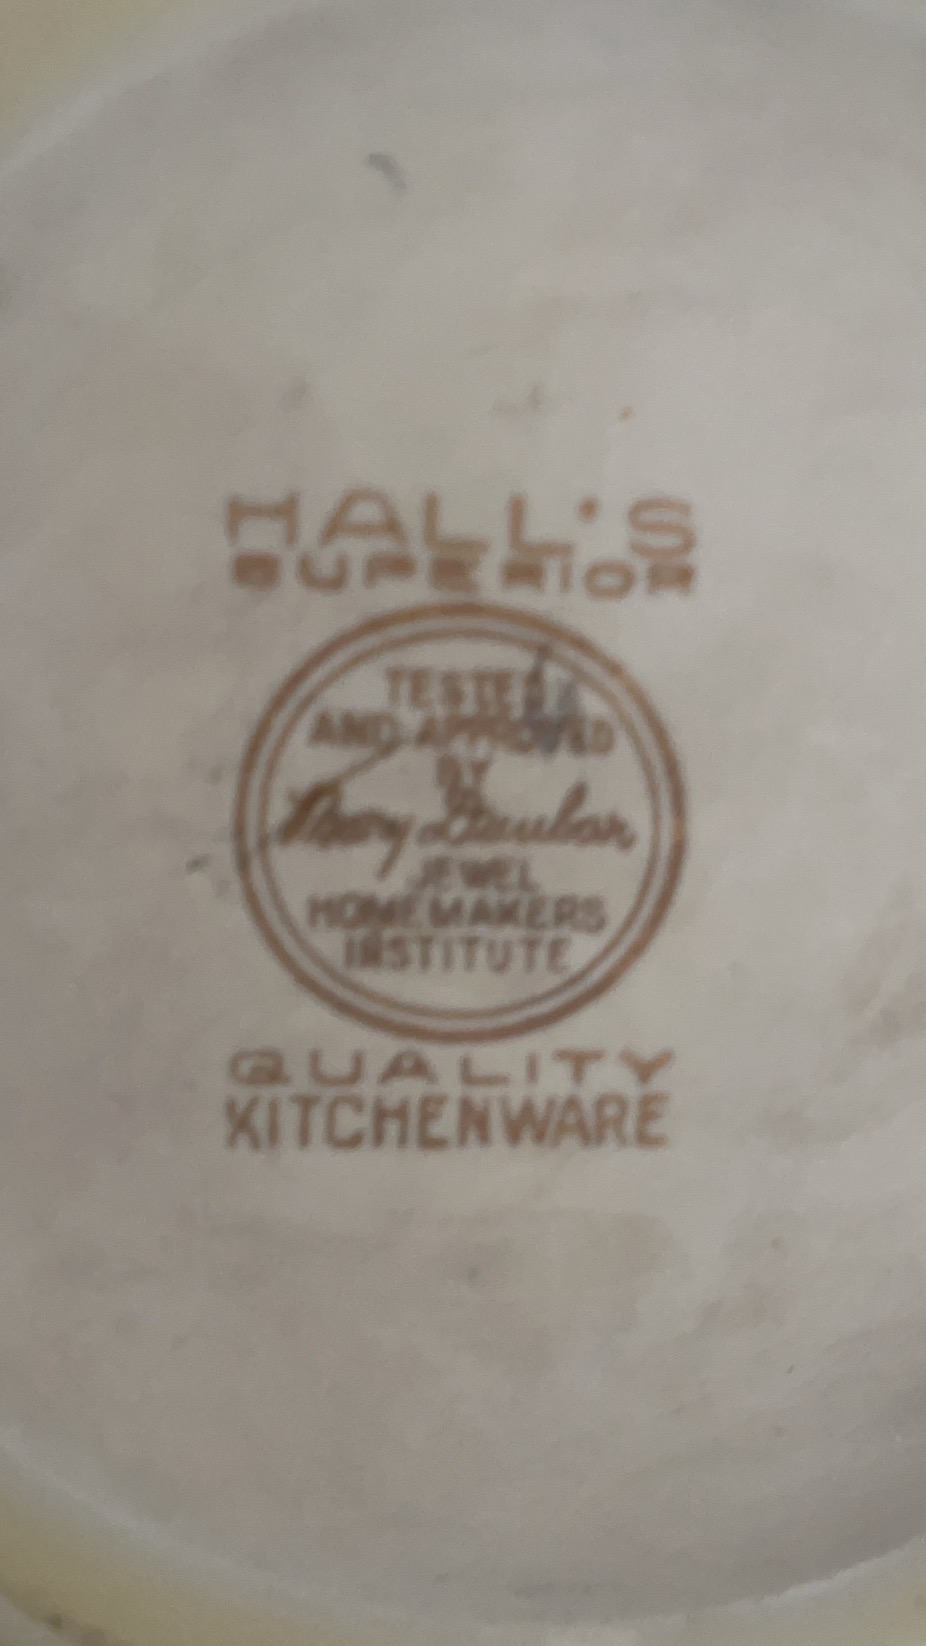 HALL'S
SUPERIOR
TESTED
AND APPROVED
BY
Mary Dunbar
JEWEL
HOMEMAKERS
INSTITUTE
QUALITY
KITCHENWARE